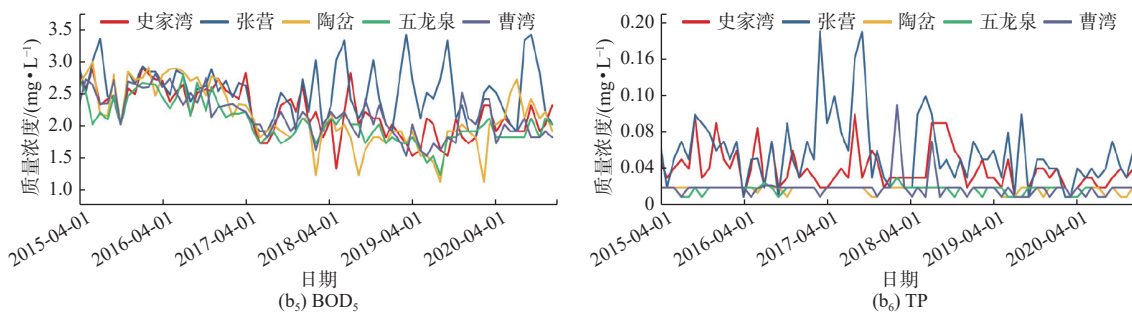 史家湾 张营 陶岔 五龙泉 曹湾
质量浓度/(mg•L⁻¹)
3.5
3.0
2.5
2.0
1.5
1.0
2015-04-01 2016-04-01 2017-04-01 2018-04-01 2019-04-01 2020-04-01
日期
(b₅) BOD₅
史家湾 张营 陶岔 五龙泉 曹湾
质量浓度/(mg•L⁻¹)
0.20
0.16
0.10
0.08
0.04
0
2015-04-01 2016-04-01 2017-04-01 2018-04-01 2019-04-01 2020-04-01
日期
(b₆) TP